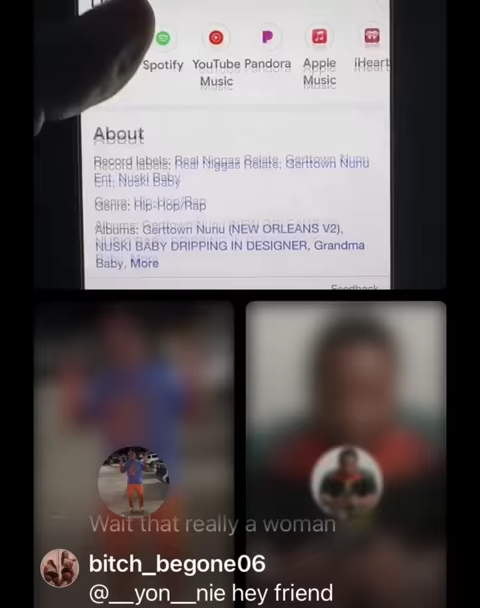 Spotify
YouTube Music
Pandora
Apple Music
iHeart
About
Record labels: Real Niggas Relate, Gerttown Nunu
Ent, Nuski Baby
Genre: Hip-Hop/Rap
Albums: Gerttown Nunu (NEW ORLEANS V2),
NUSKI BABY DRIPPING IN DESIGNER, Grandma
Baby, More
Feedback
Wait that really a woman
bitch_begone06
@__yon__nie hey friend